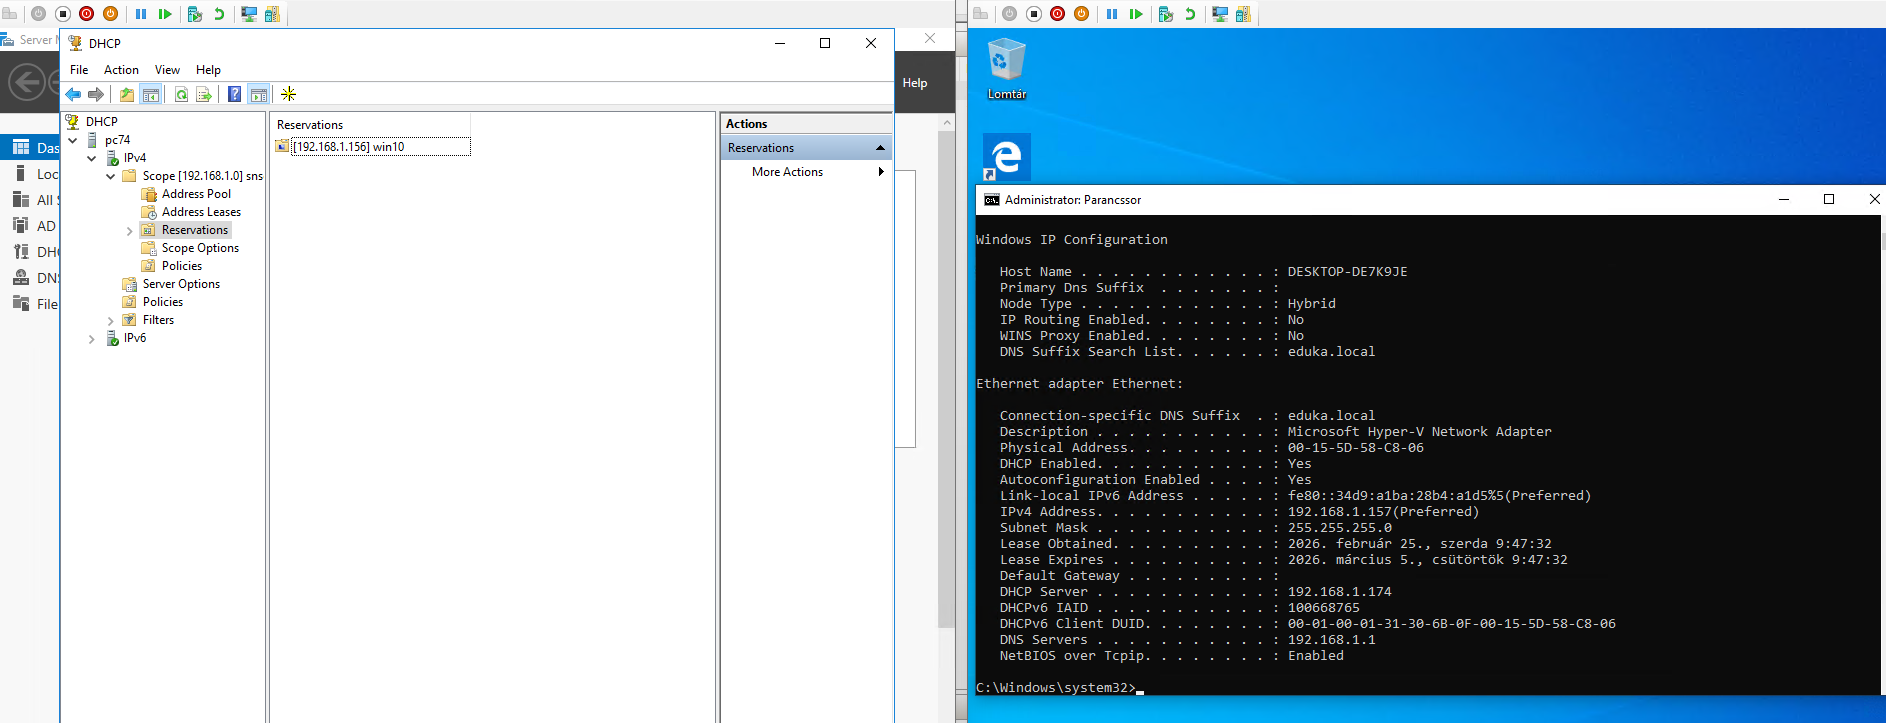 Server M
DHCP
File Action View Help
Help
DHCP
pc74
IPv4
Scope [192.168.1.0] sns
Address Pool
Address Leases
Reservations
Scope Options
Policies
Server Options
Policies
Filters
IPv6
Das
Loc
All S
AD
DHC
DNS
File
Reservations
[192.168.1.156] win10
Actions
Reservations
More Actions
Lomtár
Administrator: Parancssor
Windows IP Configuration
Host Name . . . . . . . . . . . . : DESKTOP-DE7K9JE
Primary Dns Suffix . . . . . . . :
Node Type . . . . . . . . . . . . : Hybrid
IP Routing Enabled. . . . . . . . : No
WINS Proxy Enabled. . . . . . . . : No
DNS Suffix Search List. . . . . . : eduka.local
Ethernet adapter Ethernet:
Connection-specific DNS Suffix . : eduka.local
Description . . . . . . . . . . . : Microsoft Hyper-V Network Adapter
Physical Address. . . . . . . . . : 00-15-5D-58-C8-06
DHCP Enabled. . . . . . . . . . . : Yes
Autoconfiguration Enabled . . . . : Yes
Link-local IPv6 Address . . . . . : fe80::34d9:a1ba:28b4:a1d5%5(Preferred)
IPv4 Address. . . . . . . . . . . : 192.168.1.157(Preferred)
Subnet Mask . . . . . . . . . . . : 255.255.255.0
Lease Obtained. . . . . . . . . . : 2026. február 25., szerda 9:47:32
Lease Expires . . . . . . . . . . : 2026. március 5., csütörtök 9:47:32
Default Gateway . . . . . . . . . :
DHCP Server . . . . . . . . . . . : 192.168.1.174
DHCPv6 IAID . . . . . . . . . . . : 100668765
DHCPv6 Client DUID. . . . . . . . : 00-01-00-01-31-30-6B-0F-00-15-5D-58-C8-06
DNS Servers . . . . . . . . . . . : 192.168.1.1
NetBIOS over Tcpip. . . . . . . . : Enabled
C:\Windows\system32>